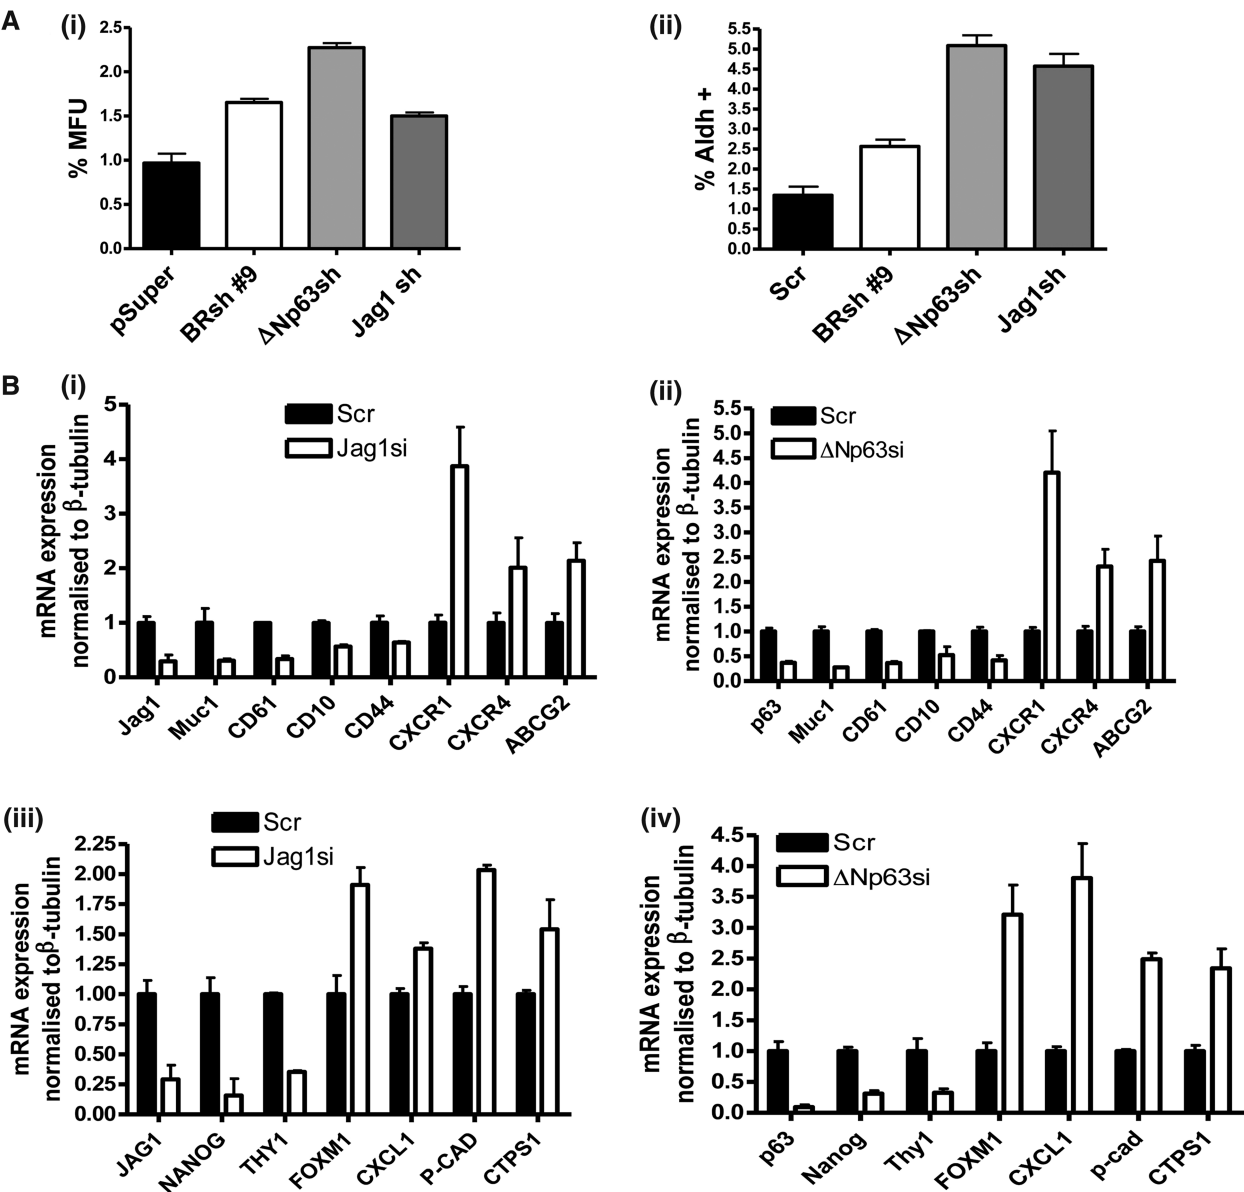 A
(i)
2.5
2.0
1.5
1.0
0.5
0.0
% MFU
pSuper
BRsh #9
ΔNp63sh
Jag1 sh
(ii)
5.5
5.0
4.5
4.0
3.5
3.0
2.5
2.0
1.5
1.0
0.5
0.0
% Aldh +
Scr
BRsh #9
ΔNp63sh
Jag1sh
B
(i)
5
4
3
2
1
0
mRNA expression
normalised to β-tubulin
Scr
Jag1si
Jag1
Muc1
CD61
CD10
CD44
CXCR1
CXCR4
ABCG2
(ii)
5.5
5.0
4.5
4.0
3.5
3.0
2.5
2.0
1.5
1.0
0.5
0.0
mRNA expression
normalised to β-tubulin
Scr
ΔNp63si
p63
Muc1
CD61
CD10
CD44
CXCR1
CXCR4
ABCG2
(iii)
2.25
2.00
1.75
1.50
1.25
1.00
0.75
0.50
0.25
0.00
mRNA expression
normalised toβ-tubulin
Scr
Jag1si
JAG1
NANOG
THY1
FOXM1
CXCL1
P-CAD
CTPS1
(iv)
4.5
4.0
3.5
3.0
2.5
2.0
1.5
1.0
0.5
0.0
mRNA expression
normalised to β-tubulin
Scr
ΔNp63si
p63
Nanog
Thy1
FOXM1
CXCL1
p-cad
CTPS1